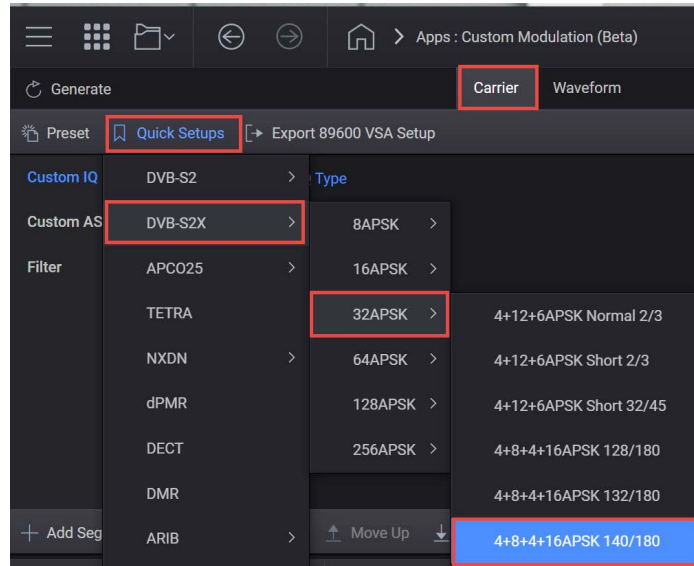 Apps : Custom Modulation (Beta)
Generate
Carrier
Waveform
Preset
Quick Setups
Export 89600 VSA Setup
Custom IQ
DVB-S2
Type
Custom AS
DVB-S2X
8APSK
Filter
APCO25
16APSK
TETRA
32APSK
4+12+6APSK Normal 2/3
NXDN
64APSK
4+12+6APSK Short 2/3
dPMR
128APSK
4+12+6APSK Short 32/45
DECT
256APSK
4+8+4+16APSK 128/180
DMR
4+8+4+16APSK 132/180
Add Seg
ARIB
Move Up
4+8+4+16APSK 140/180